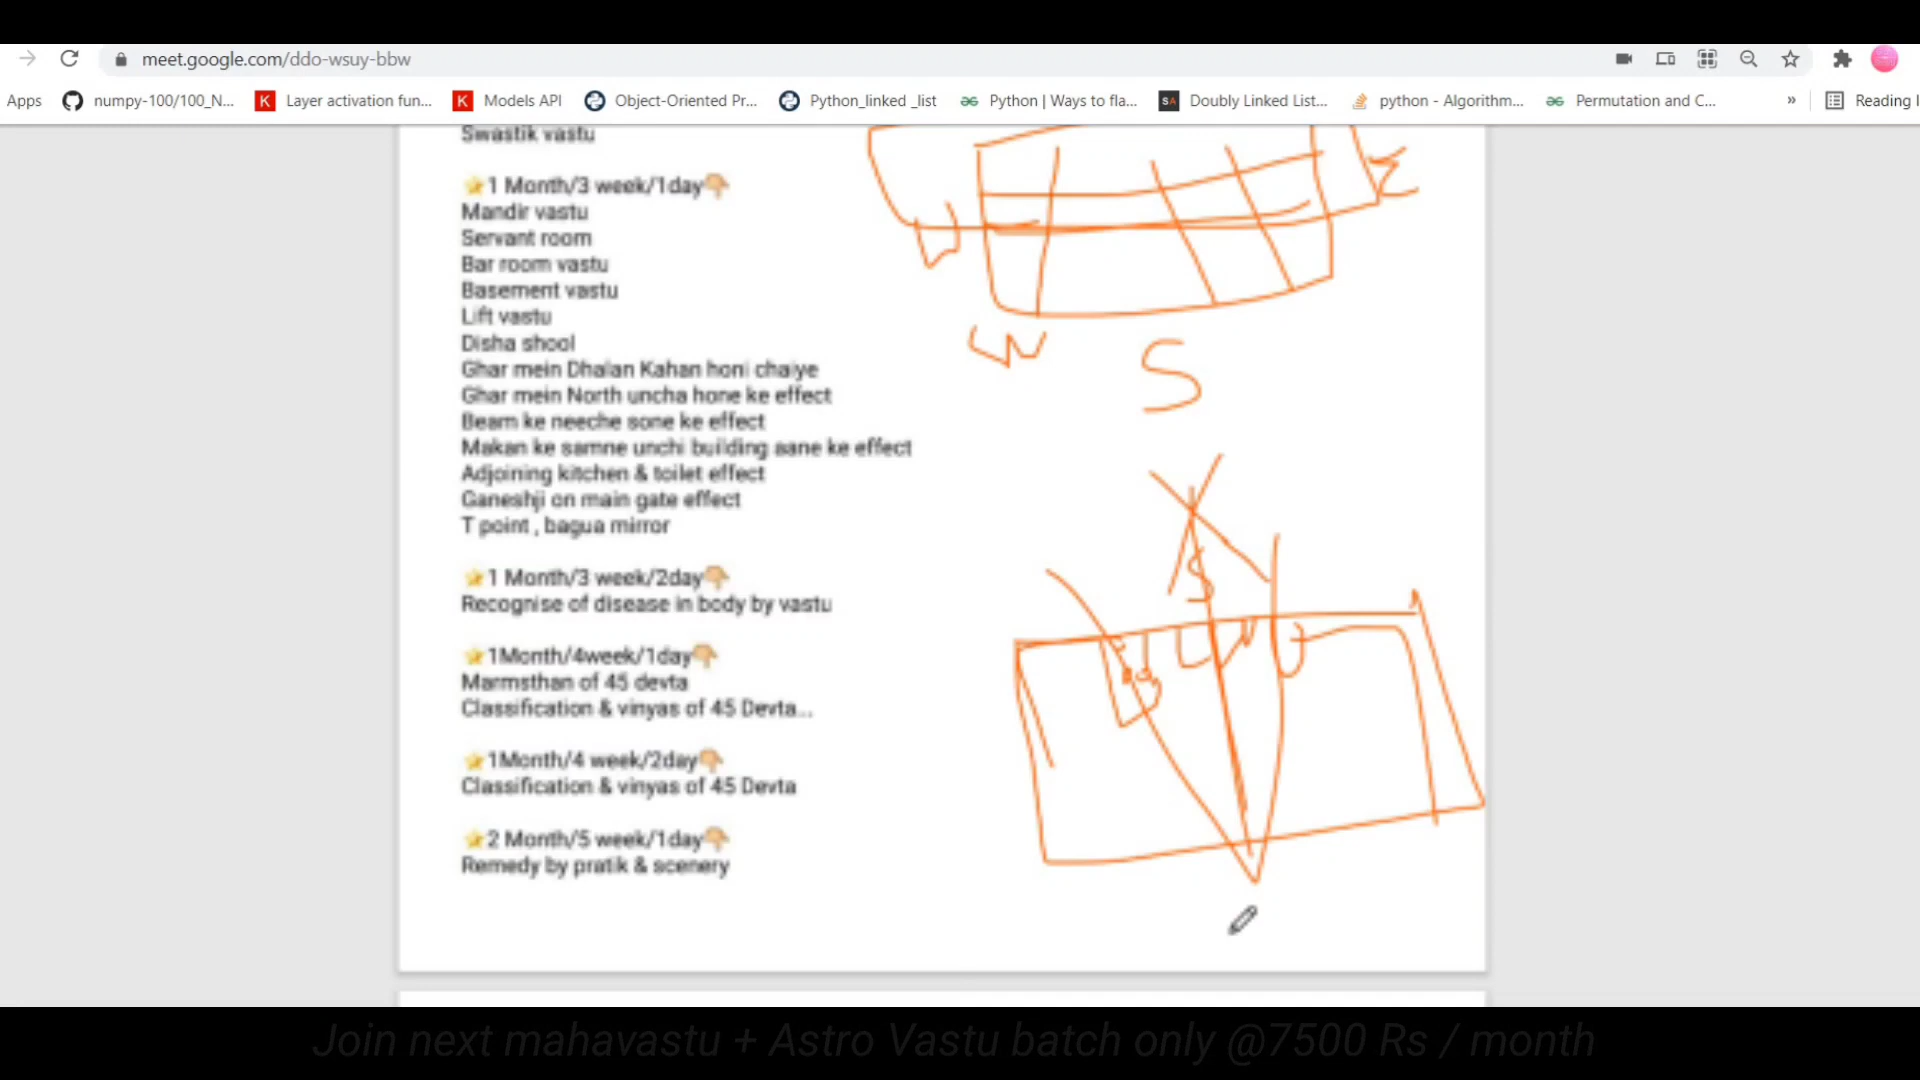 meet.google.com/ddo-wsuy-bbw
Apps numpy-100/100_N... Layer activation fun... Models API Object-Oriented Pr... Python_linked _list Python | Ways to fla... Doubly Linked List... python - Algorithm... Permutation and C... » Reading l
Swastik vastu
⭐1 Month/3 week/1day👇
Mandir vastu
Servant room
Bar room vastu
Basement vastu
Lift vastu
Disha shool
Ghar mein Dhalan Kahan honi chaiye
Ghar mein North uncha hone ke effect
Beam ke neeche sone ke effect
Makan ke samne unchi building aane ke effect
Adjoining kitchen & toilet effect
Ganeshji on main gate effect
T point , bagua mirror
⭐1 Month/3 week/2day👇
Recognise of disease in body by vastu
⭐1Month/4week/1day👇
Marmsthan of 45 devta
Classification & vinyas of 45 Devta...
⭐1Month/4 week/2day👇
Classification & vinyas of 45 Devta
⭐2 Month/5 week/1day👇
Remedy by pratik & scenery
W
S
S
Join next mahavastu + Astro Vastu batch only @7500 Rs / month